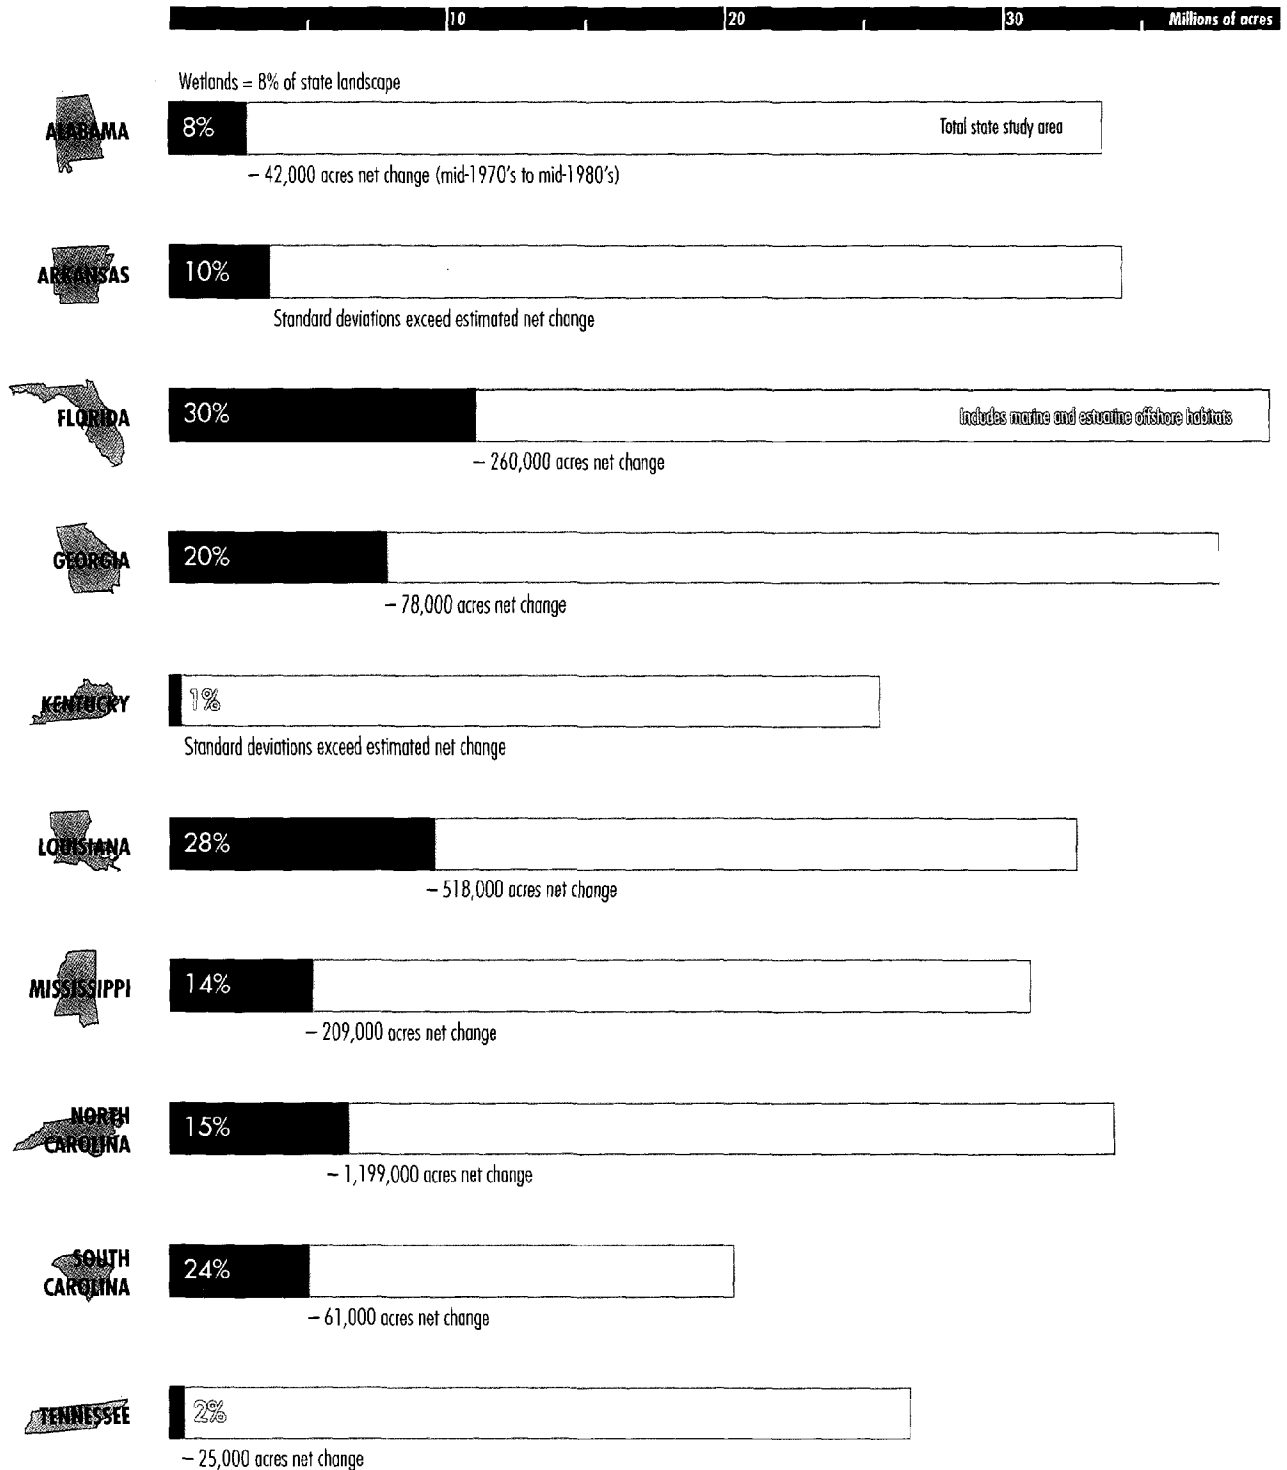 10 20 30 Millions of acres
Wetlands = 8% of state landscape
ALABAMA 8% Total state study area
– 42,000 acres net change (mid-1970's to mid-1980's)
ARKANSAS 10%
Standard deviations exceed estimated net change
FLORIDA 30% Includes marine and estuarine offshore habitats
– 260,000 acres net change
GEORGIA 20%
– 78,000 acres net change
KENTUCKY 1%
Standard deviations exceed estimated net change
LOUISIANA 28%
– 518,000 acres net change
MISSISSIPPI 14%
– 209,000 acres net change
NORTH
CAROLINA 15%
– 1,199,000 acres net change
SOUTH
CAROLINA 24%
– 61,000 acres net change
TENNESSEE 2%
– 25,000 acres net change